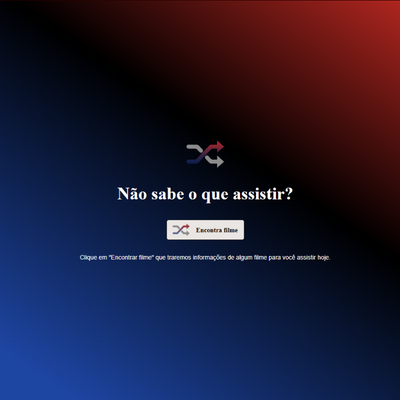 Não sabe o que assistir?
Encontra filme
Clique em "Encontrar filme" que traremos informações de algum filme para você assistir hoje.